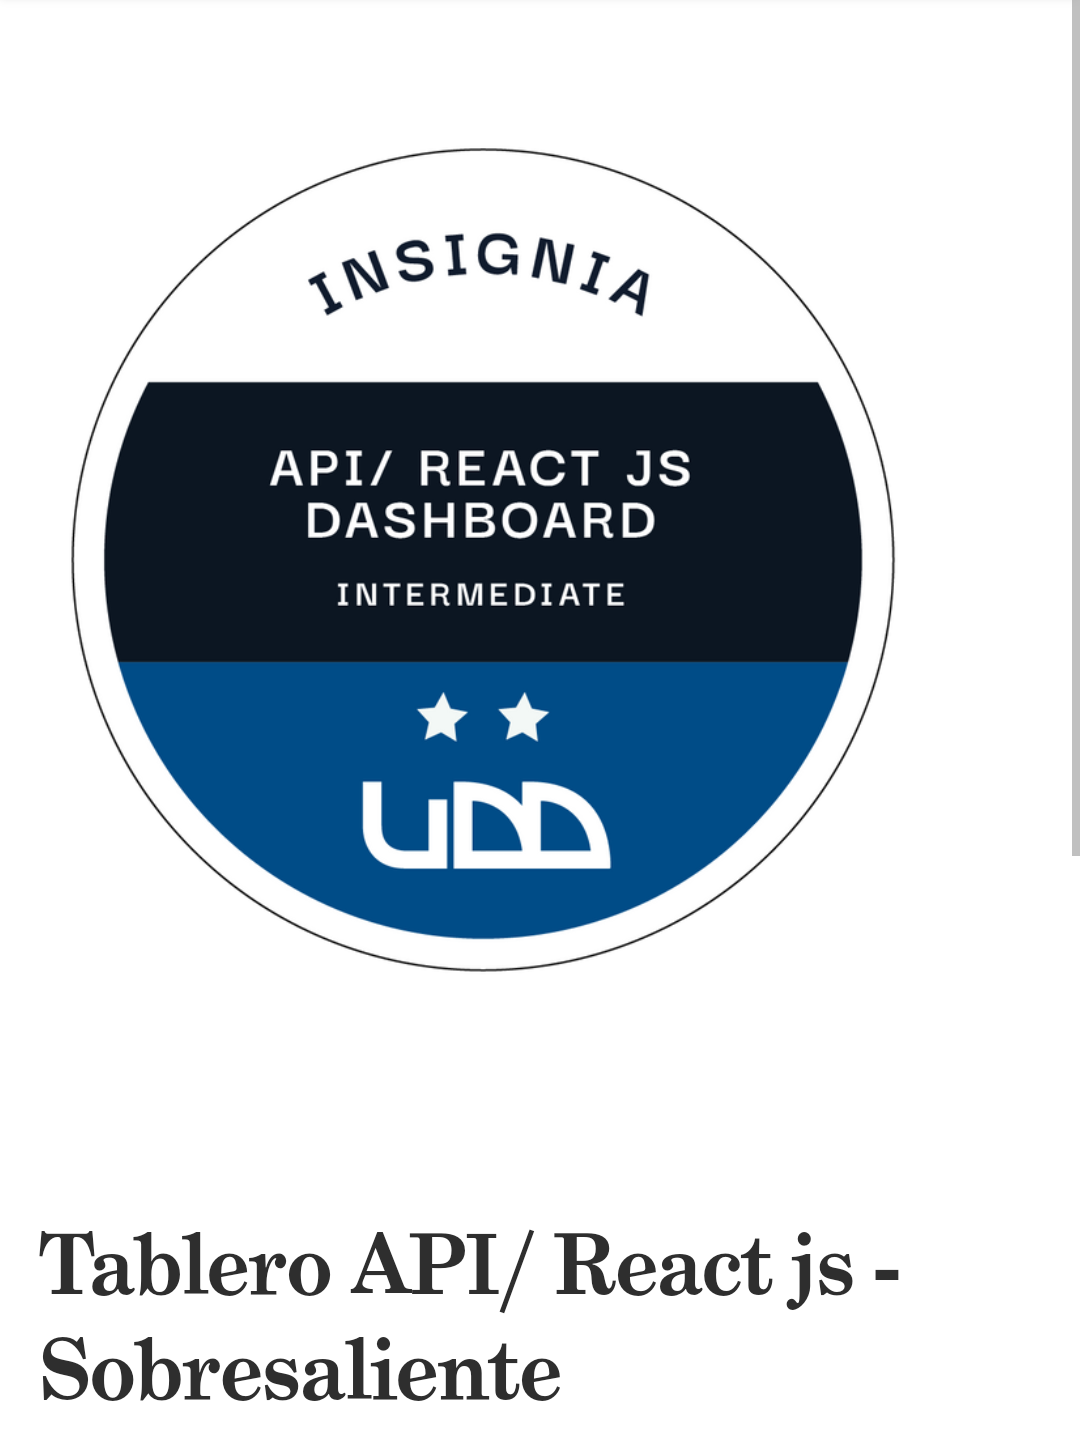 INSIGNIA
API/ REACT JS
DASHBOARD
INTERMEDIATE
UDD
Tablero API/ React js -
Sobresaliente